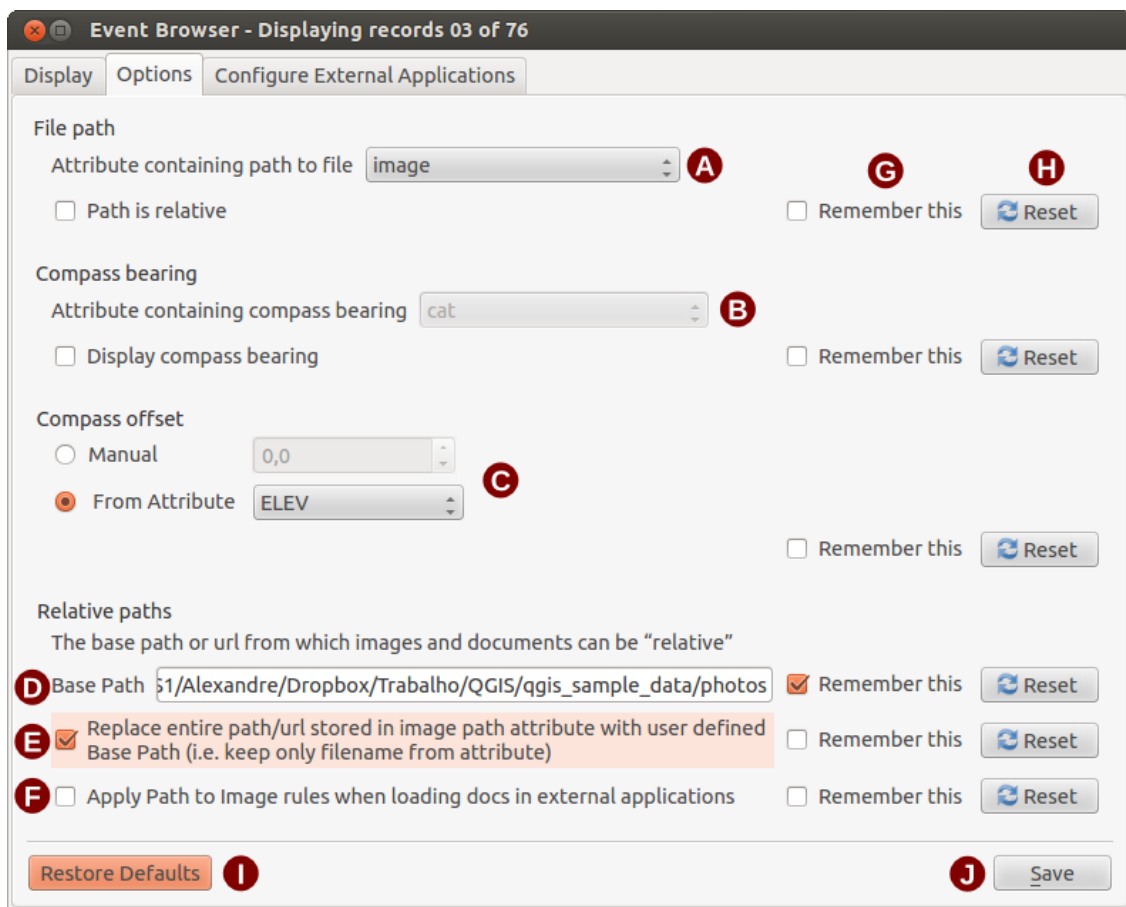 Event Browser - Displaying records 03 of 76
Display Options Configure External Applications
File path
Attribute containing path to file image A G H
Path is relative Remember this Reset
Compass bearing
Attribute containing compass bearing cat B
Display compass bearing Remember this Reset
Compass offset
Manual 0,0
C
From Attribute ELEV
Remember this Reset
Relative paths
The base path or url from which images and documents can be “relative”
D Base Path S1/Alexandre/Dropbox/Trabalho/QGIS/qgis_sample_data/photos Remember this Reset
E Replace entire path/url stored in image path attribute with user defined
Base Path (i.e. keep only filename from attribute) Remember this Reset
F Apply Path to Image rules when loading docs in external applications Remember this Reset
Restore Defaults I J Save